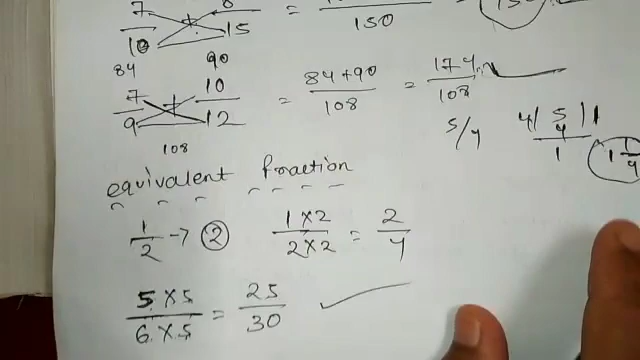 7/10 + 8/15 = /150
84 90
7/9 + 10/12 = 84+90/108 = 174/108
108
5/4 4/5/1 4 1 1 1/4
equivalent fraction
1/2 → 2 1×2/2×2 = 2/4
5×5/6×5 = 25/30